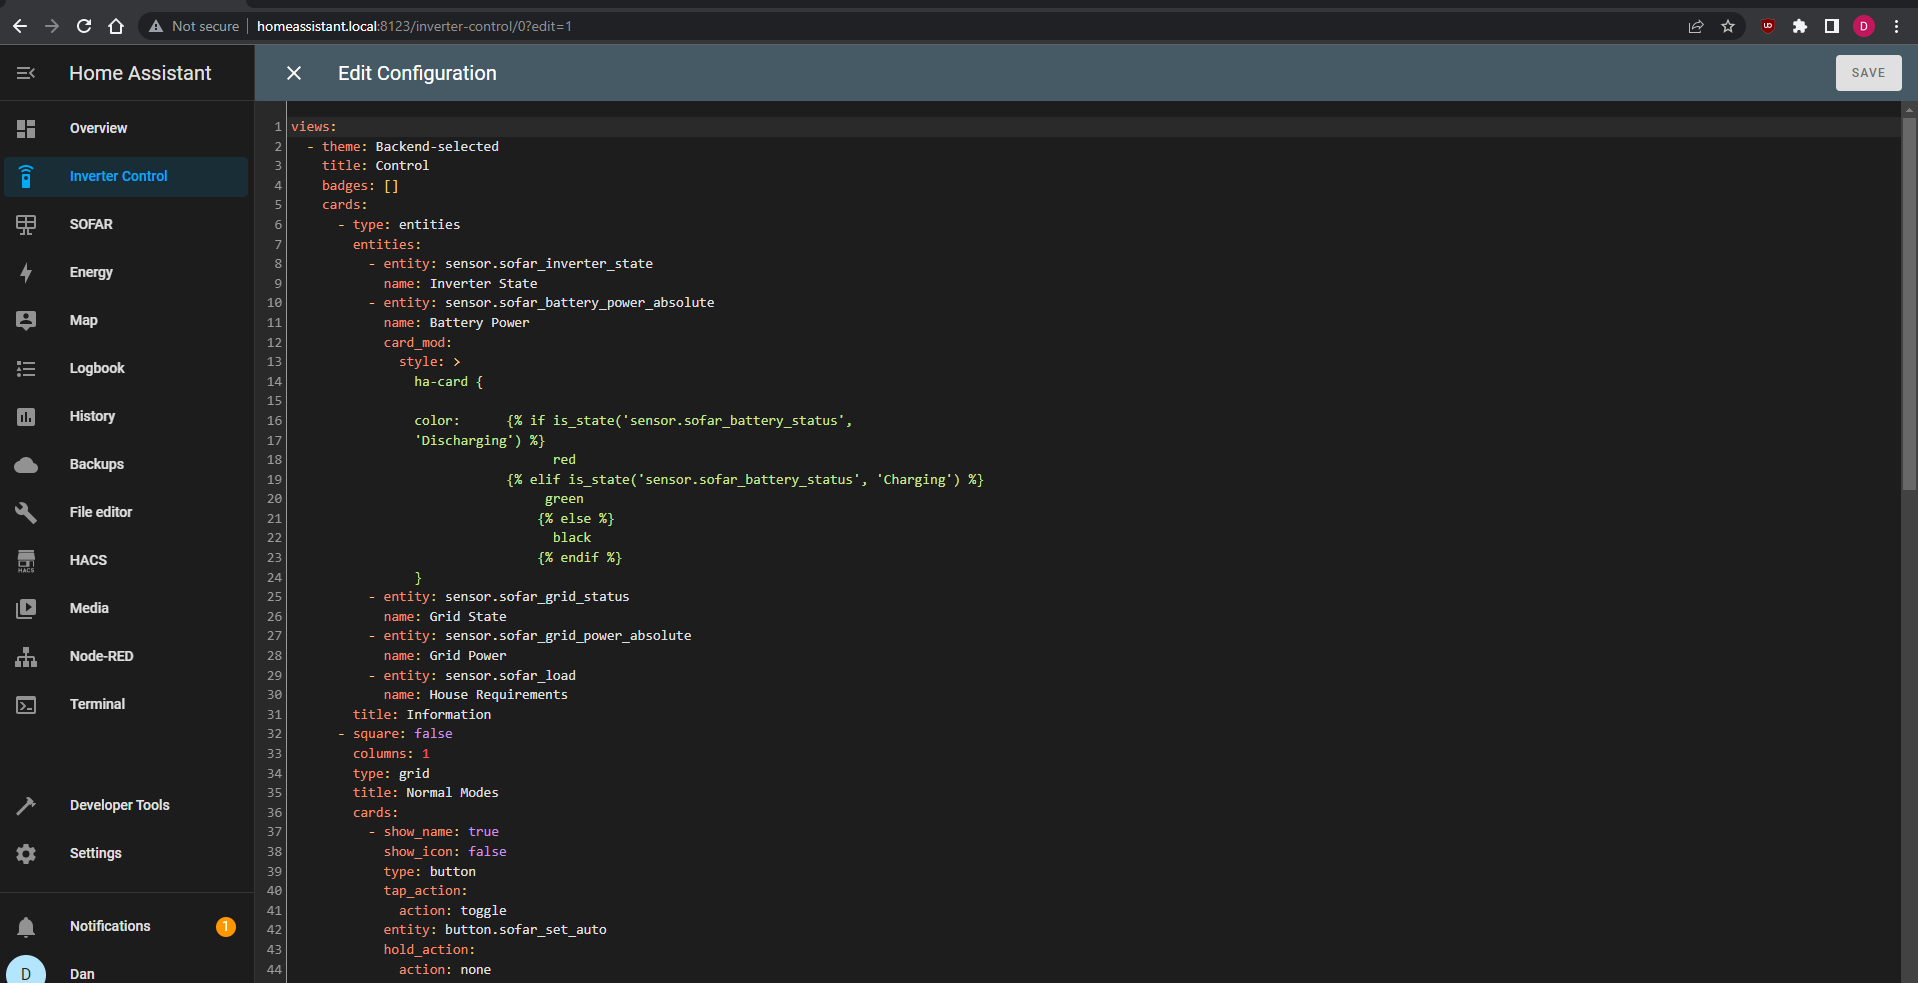 Not secure | homeassistant.local:8123/inverter-control/0?edit=1
D
Home Assistant
Edit Configuration
SAVE
Overview
Inverter Control
SOFAR
Energy
Map
Logbook
History
Backups
File editor
HACS
HACS
Media
Node-RED
Terminal
Developer Tools
Settings
Notifications
1
D
Dan
1 views:
2   - theme: Backend-selected
3     title: Control
4     badges: []
5     cards:
6       - type: entities
7         entities:
8           - entity: sensor.sofar_inverter_state
9             name: Inverter State
10           - entity: sensor.sofar_battery_power_absolute
11             name: Battery Power
12             card_mod:
13               style: >
14                 ha-card {
15
16                 color:      {% if is_state('sensor.sofar_battery_status',
17                 'Discharging') %}
18                                   red
19                             {% elif is_state('sensor.sofar_battery_status', 'Charging') %}
20                                  green
21                                 {% else %}
22                                   black
23                                 {% endif %}
24                 }
25           - entity: sensor.sofar_grid_status
26             name: Grid State
27           - entity: sensor.sofar_grid_power_absolute
28             name: Grid Power
29           - entity: sensor.sofar_load
30             name: House Requirements
31         title: Information
32       - square: false
33         columns: 1
34         type: grid
35         title: Normal Modes
36         cards:
37           - show_name: true
38             show_icon: false
39             type: button
40             tap_action:
41               action: toggle
42             entity: button.sofar_set_auto
43             hold_action:
44               action: none